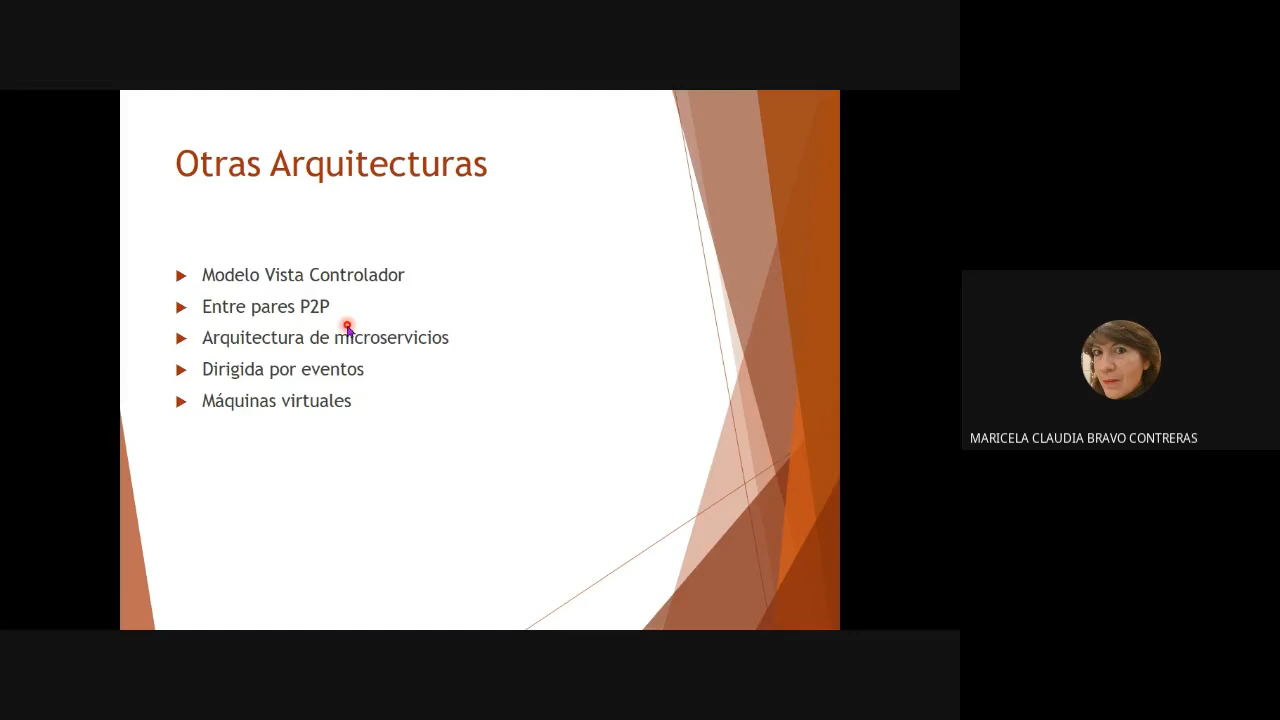 Otras Arquitecturas
Modelo Vista Controlador
Entre pares P2P
Arquitectura de microservicios
Dirigida por eventos
Máquinas virtuales
MARICELA CLAUDIA BRAVO CONTRERAS